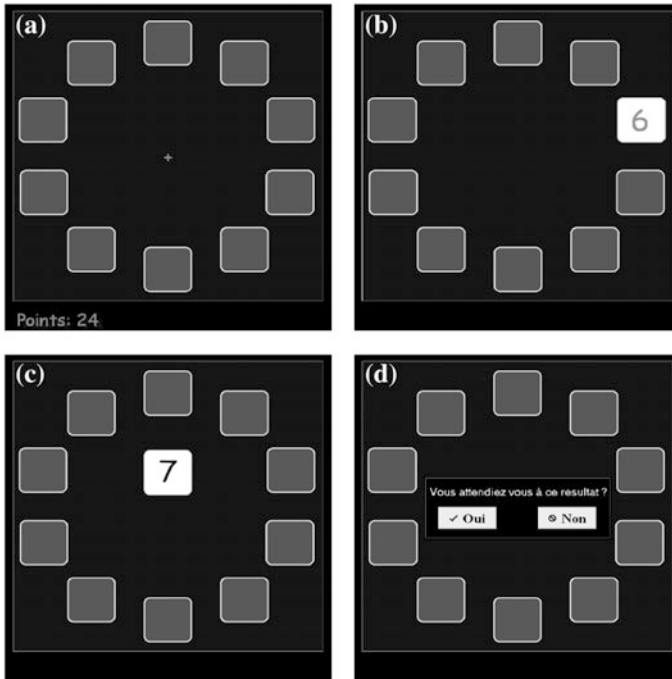 (a)
Points: 24
(b)
6
(c)
7
(d)
Vous attendiez vous à ce resultat ?
✓ Oui
Non